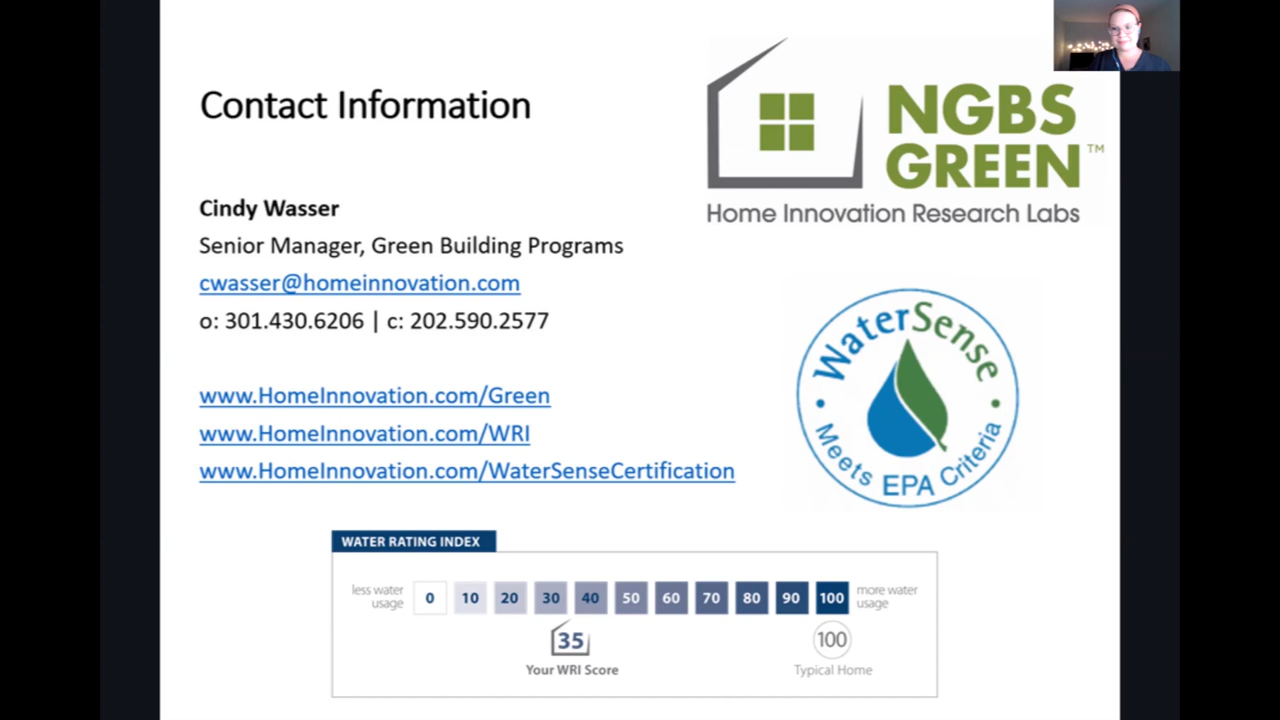 Contact Information
NGBS
GREEN™
Home Innovation Research Labs
Cindy Wasser
Senior Manager, Green Building Programs
cwasser@homeinnovation.com
o: 301.430.6206 | c: 202.590.2577
www.HomeInnovation.com/Green
www.HomeInnovation.com/WRI
www.HomeInnovation.com/WaterSenseCertification
WaterSense
• Meets EPA Criteria •
WATER RATING INDEX
less water
usage
0 10 20 30 40 50 60 70 80 90 100
more water
usage
35
Your WRI Score
100
Typical Home